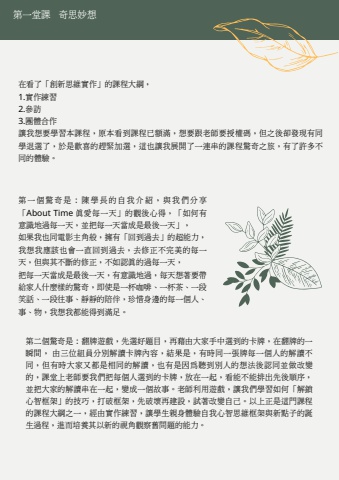 第一堂課　奇思妙想
在看了「創新思維實作」的課程大綱，
1.實作練習
2.參訪
3.團體合作
讓我想要學習本課程，原本看到課程已額滿，想要跟老師要授權碼，但之後卻發現有同
學退選了，於是歡喜的趕緊加選，這也讓我展開了一連串的課程驚奇之旅，有了許多不
同的體驗。
第一個驚奇是：陳學長的自我介紹，與我們分享
「About Time 真愛每一天」的觀後心得，「如何有
意識地過每一天，並把每一天當成是最後一天」，
如果我也同電影主角般，擁有「回到過去」的超能力，
我想我應該也會一直回到過去，去修正不完美的每一
天，但與其不斷的修正，不如認真的過每一天，
把每一天當成是最後一天，有意識地過，每天想著要帶
給家人什麼樣的驚奇，即使是一杯咖啡、一杯茶、一段
笑話、一段往事、靜靜的陪伴，珍惜身邊的每一個人、
事、物，我想我都能得到滿足。
第二個驚奇是：翻牌遊戲，先選好題目，再藉由大家手中選到的卡牌，在翻牌的一
瞬間， 由三位組員分別解讀卡牌內容，結果是，有時同一張牌每一個人的解讀不
同，但有時大家又都是相同的解讀，也有是因為聽到別人的想法後認同並做改變
的，課堂上老師要我們把每個人選到的卡牌，放在一起，看能不能排出先後順序，
並把大家的解讀串在一起，變成一個故事。老師利用遊戲，讓我們學習如何「解鎖
心智框架」的技巧，打破框架，先破壞再建設，試著改變自己。以上正是這門課程
的課程大綱之一，經由實作練習，讓學生親身體驗自我心智思維框架與新點子的誕
生過程，進而培養其以新的視角觀察舊問題的能力。